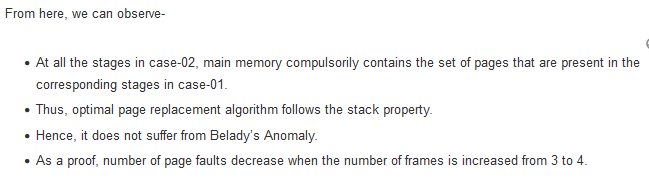 From here, we can observe-
• At all the stages in case-02, main memory compulsorily contains the set of pages that are present in the
corresponding stages in case-01.
• Thus, optimal page replacement algorithm follows the stack property.
• Hence, it does not suffer from Belady’s Anomaly.
• As a proof, number of page faults decrease when the number of frames is increased from 3 to 4.